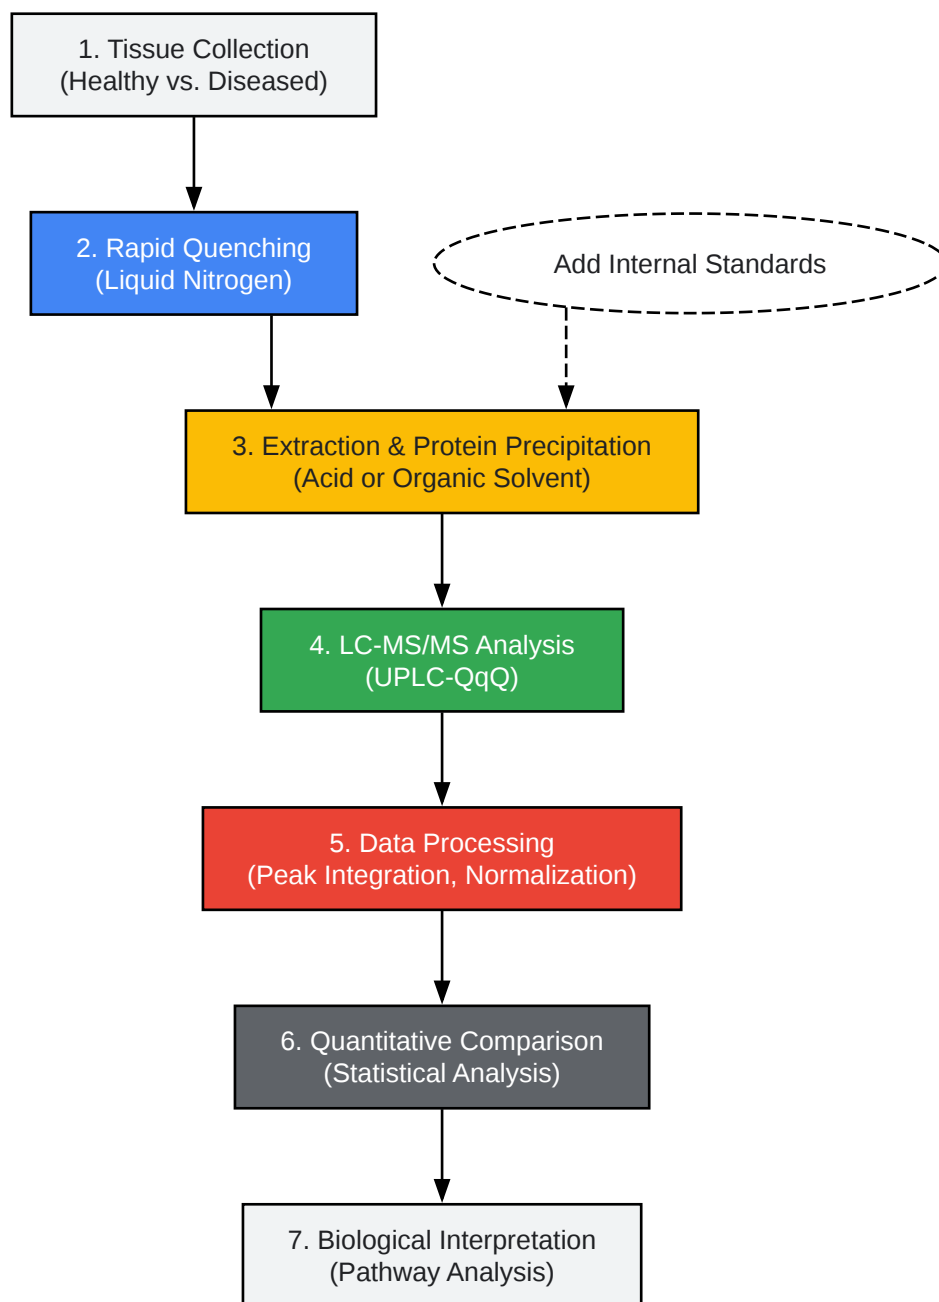 1. Tissue Collection
(Healthy vs. Diseased)
2. Rapid Quenching
(Liquid Nitrogen)
Add Internal Standards
3. Extraction & Protein Precipitation
(Acid or Organic Solvent)
4. LC-MS/MS Analysis
(UPLC-QqQ)
5. Data Processing
(Peak Integration, Normalization)
6. Quantitative Comparison
(Statistical Analysis)
7. Biological Interpretation
(Pathway Analysis)